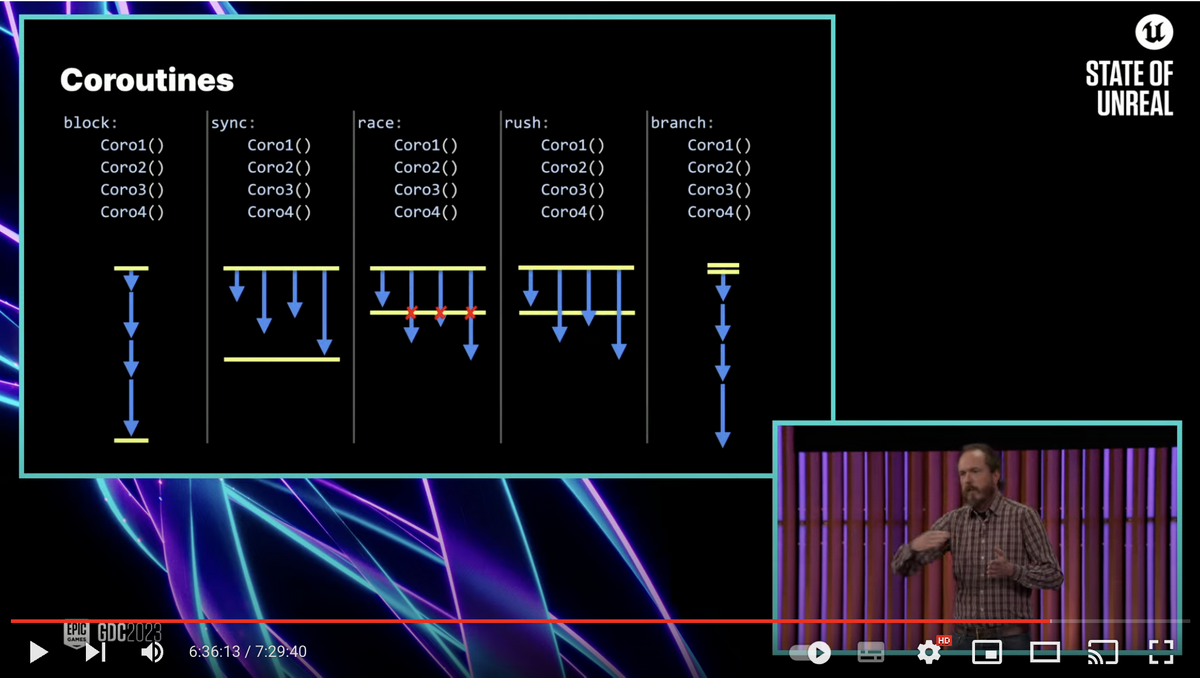 Coroutines
block:
Coro1()
Coro2()
Coro3()
Coro4()
sync:
Coro1()
Coro2()
Coro3()
Coro4()
race:
Coro1()
Coro2()
Coro3()
Coro4()
rush:
Coro1()
Coro2()
Coro3()
Coro4()
branch:
Coro1()
Coro2()
Coro3()
Coro4()
STATE OF
UNREAL
EPIC
GAMES
GDC2023
6:36:13 / 7:29:40
HD